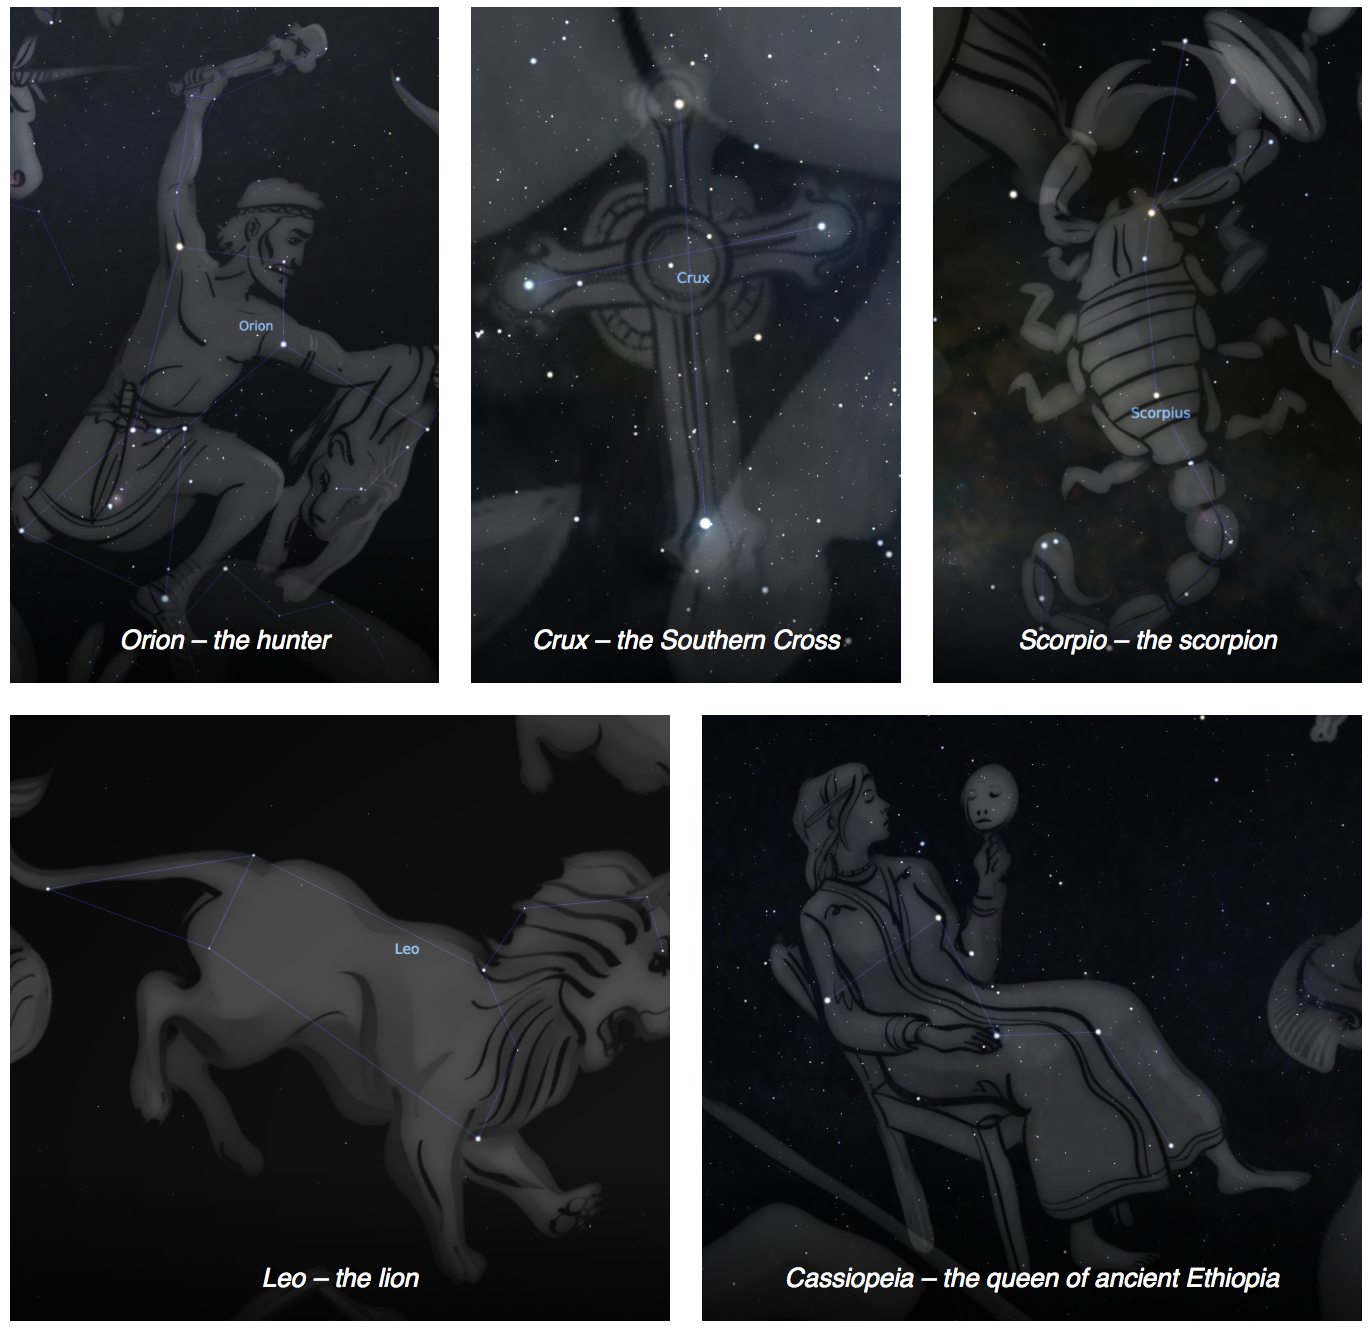 Orion
Orion – the hunter
Crux
Crux – the Southern Cross
Scorpius
Scorpio – the scorpion
Leo
Leo – the lion
Cassiopeia – the queen of ancient Ethiopia